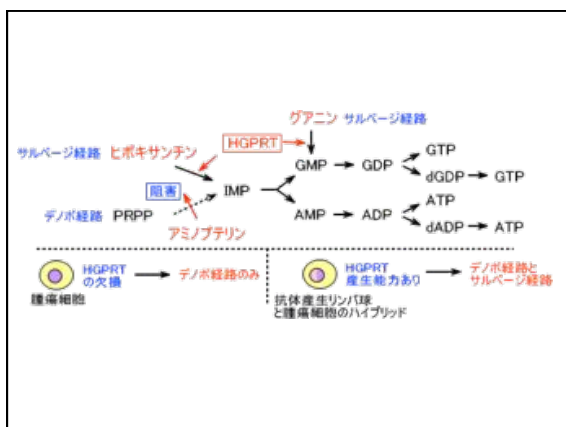 グアニン サルベージ経路
サルベージ経路 ヒポキサンチン
HGPRT
GMP GDP
GTP
dGDP GTP
阻害
IMP
デノボ経路 PRPP
アミノプテリン
AMP ADP
ATP
dADP ATP
HGPRT
の欠損
デノボ経路のみ
腫瘍細胞
HGPRT
産生能力あり
デノボ経路と
サルベージ経路
抗体産生リンパ球
と腫瘍細胞のハイブリッド